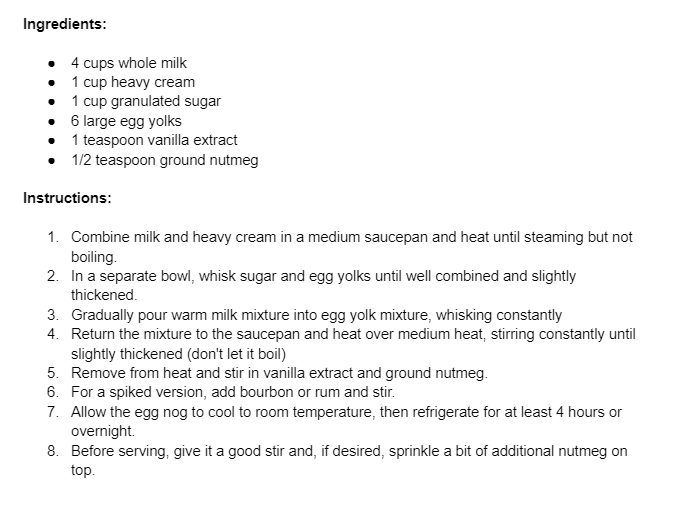 Ingredients:
● 4 cups whole milk
● 1 cup heavy cream
● 1 cup granulated sugar
● 6 large egg yolks
● 1 teaspoon vanilla extract
● 1/2 teaspoon ground nutmeg
Instructions:
1. Combine milk and heavy cream in a medium saucepan and heat until steaming but not
boiling.
2. In a separate bowl, whisk sugar and egg yolks until well combined and slightly
thickened.
3. Gradually pour warm milk mixture into egg yolk mixture, whisking constantly
4. Return the mixture to the saucepan and heat over medium heat, stirring constantly until
slightly thickened (don't let it boil)
5. Remove from heat and stir in vanilla extract and ground nutmeg.
6. For a spiked version, add bourbon or rum and stir.
7. Allow the egg nog to cool to room temperature, then refrigerate for at least 4 hours or
overnight.
8. Before serving, give it a good stir and, if desired, sprinkle a bit of additional nutmeg on
top.